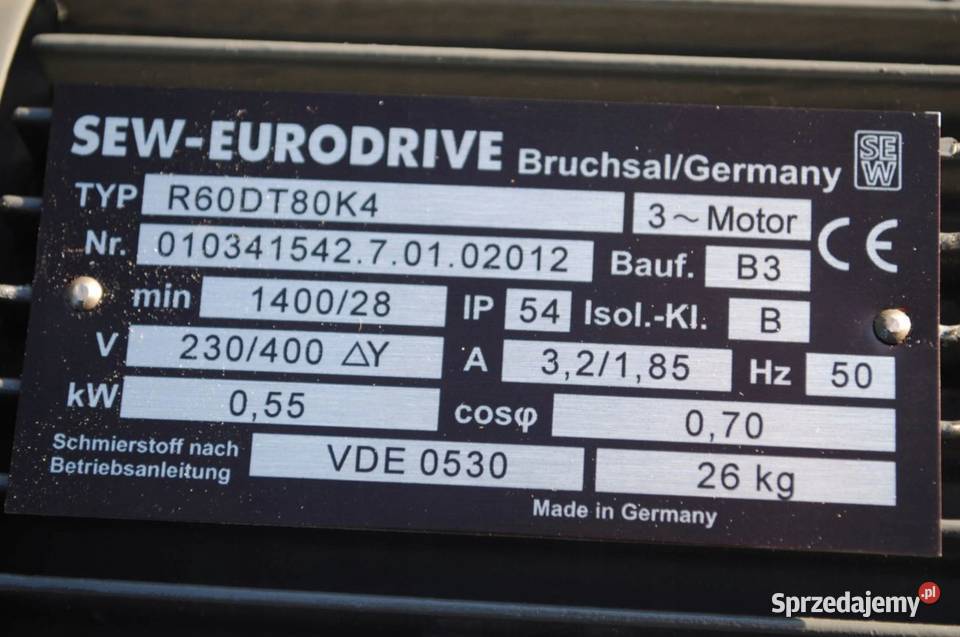 SEW-EURODRIVE Bruchsal/Germany SEW
TYP R60DT80K4 3~Motor
Nr. 010341542.7.01.02012 Bauf. B3 CE
min 1400/28 IP 54 Isol.-Kl. B
V 230/400 △Y A 3,2/1,85 Hz 50
kW 0,55 cosφ 0,70
Schmierstoff nach
Betriebsanleitung VDE 0530 26 kg
Made in Germany
Sprzedajemy.pl